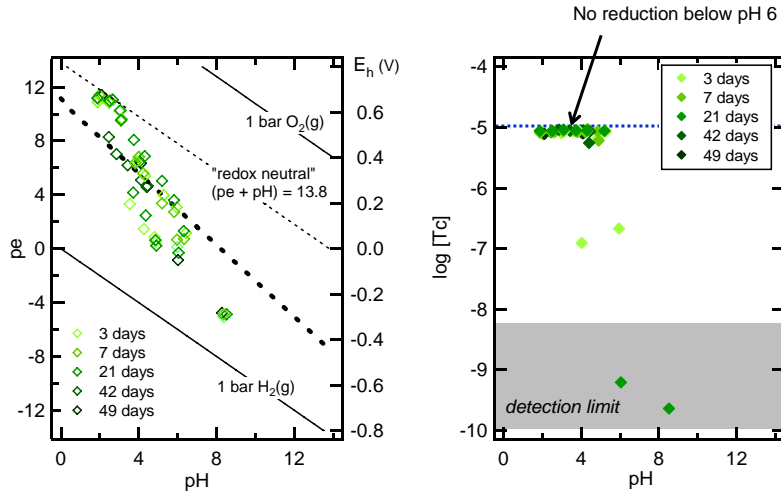 No reduction below pH 6
E_h (V)
12
8
4
0
-4
-8
-12
pe
0.6
0.4
0.2
0.0
-0.2
-0.4
-0.6
-0.8
1 bar O2(g)
"redox neutral"
(pe + pH) = 13.8
1 bar H2(g)
3 days
7 days
21 days
42 days
49 days
0 4 8 12
pH
-4
-5
-6
-7
-8
-9
-10
log [Tc]
3 days
7 days
21 days
42 days
49 days
detection limit
0 4 8 12
pH